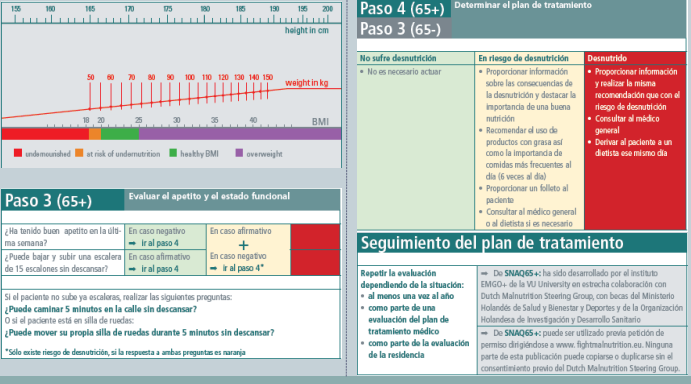 155 160 165 170 175 180 185 190 195 200
height in cm
50 60 70 80 90 100 110 120 130 140 150
weight in kg
18 20 25 30 35 40
BMI
undernourished at risk of undernutrition healthy BMI overweight
Paso 3 (65+)
Evaluar el apetito y el estado funcional
¿Ha tenido buen apetito en la últi-
ma semana?
En caso negativo
➡ ir al paso 4
En caso afirmativo
+
¿Puede bajar y subir una escalera
de 15 escalones sin descansar?
En caso afirmativo
➡ ir al paso 4
En caso negativo
➡ ir al paso 4*
Si el paciente no sube ya escaleras, realizar las siguientes preguntas:
¿Puede caminar 5 minutos en la calle sin descansar?
O si el paciente está en silla de ruedas:
¿Puede mover su propia silla de ruedas durante 5 minutos sin descansar?
*Sólo existe riesgo de desnutrición, si la respuesta a ambas preguntas es naranja
Paso 4 (65+)
Paso 3 (65-)
Determinar el plan de tratamiento
No sufre desnutrición
• No es necesario actuar
En riesgo de desnutrición
• Proporcionar información
sobre las consecuencias de
la desnutrición y destacar la
importancia de una buena
nutrición
• Recomendar el uso de
productos con grasa así
como la importancia de
comidas más frecuentes al
día (6 veces al día)
• Proporcionar un folleto al
paciente
• Consultar al médico general
o al dietista si es necesario
Desnutrido
• Proporcionar información
y realizar la misma
recomendación que con el
riesgo de desnutrición
• Consultar al médico
general
• Derivar al paciente a un
dietista ese mismo día
Seguimiento del plan de tratamiento
Repetir la evaluación
dependiendo de la situación:
• al menos una vez al año
• como parte de una
evaluación del plan de
tratamiento médico
• como parte de la evaluación
de la residencia
➡ De SNAQ65+: ha sido desarrollado por el instituto
EMGO+ de la VU University en estrecha colaboración con
Dutch Malnutrition Steering Group, con becas del Ministerio
Holandés de Salud y Bienestar y Deportes y de la Organización
Holandesa de Investigación y Desarrollo Sanitario
➡ De SNAQ65+: puede ser utilizado previa petición de
permiso dirigiéndose a www. fightmalnutrition.eu. Ninguna
parte de esta publicación puede copiarse o duplicarse sin el
consentimiento previo del Dutch Malnutrition Steering Group.